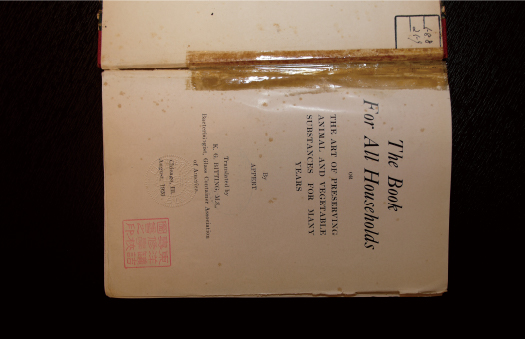 The Book
For All Households
OR
THE ART OF PRESERVING
ANIMAL AND VEGETABLE
SUBSTANCES FOR MANY
YEARS
By
APPERT
Translated by
K. G. BITTING, M.S.,
Bacteriologist, Glass Container Association
of America.
Chicago, Ill.
August, 1920